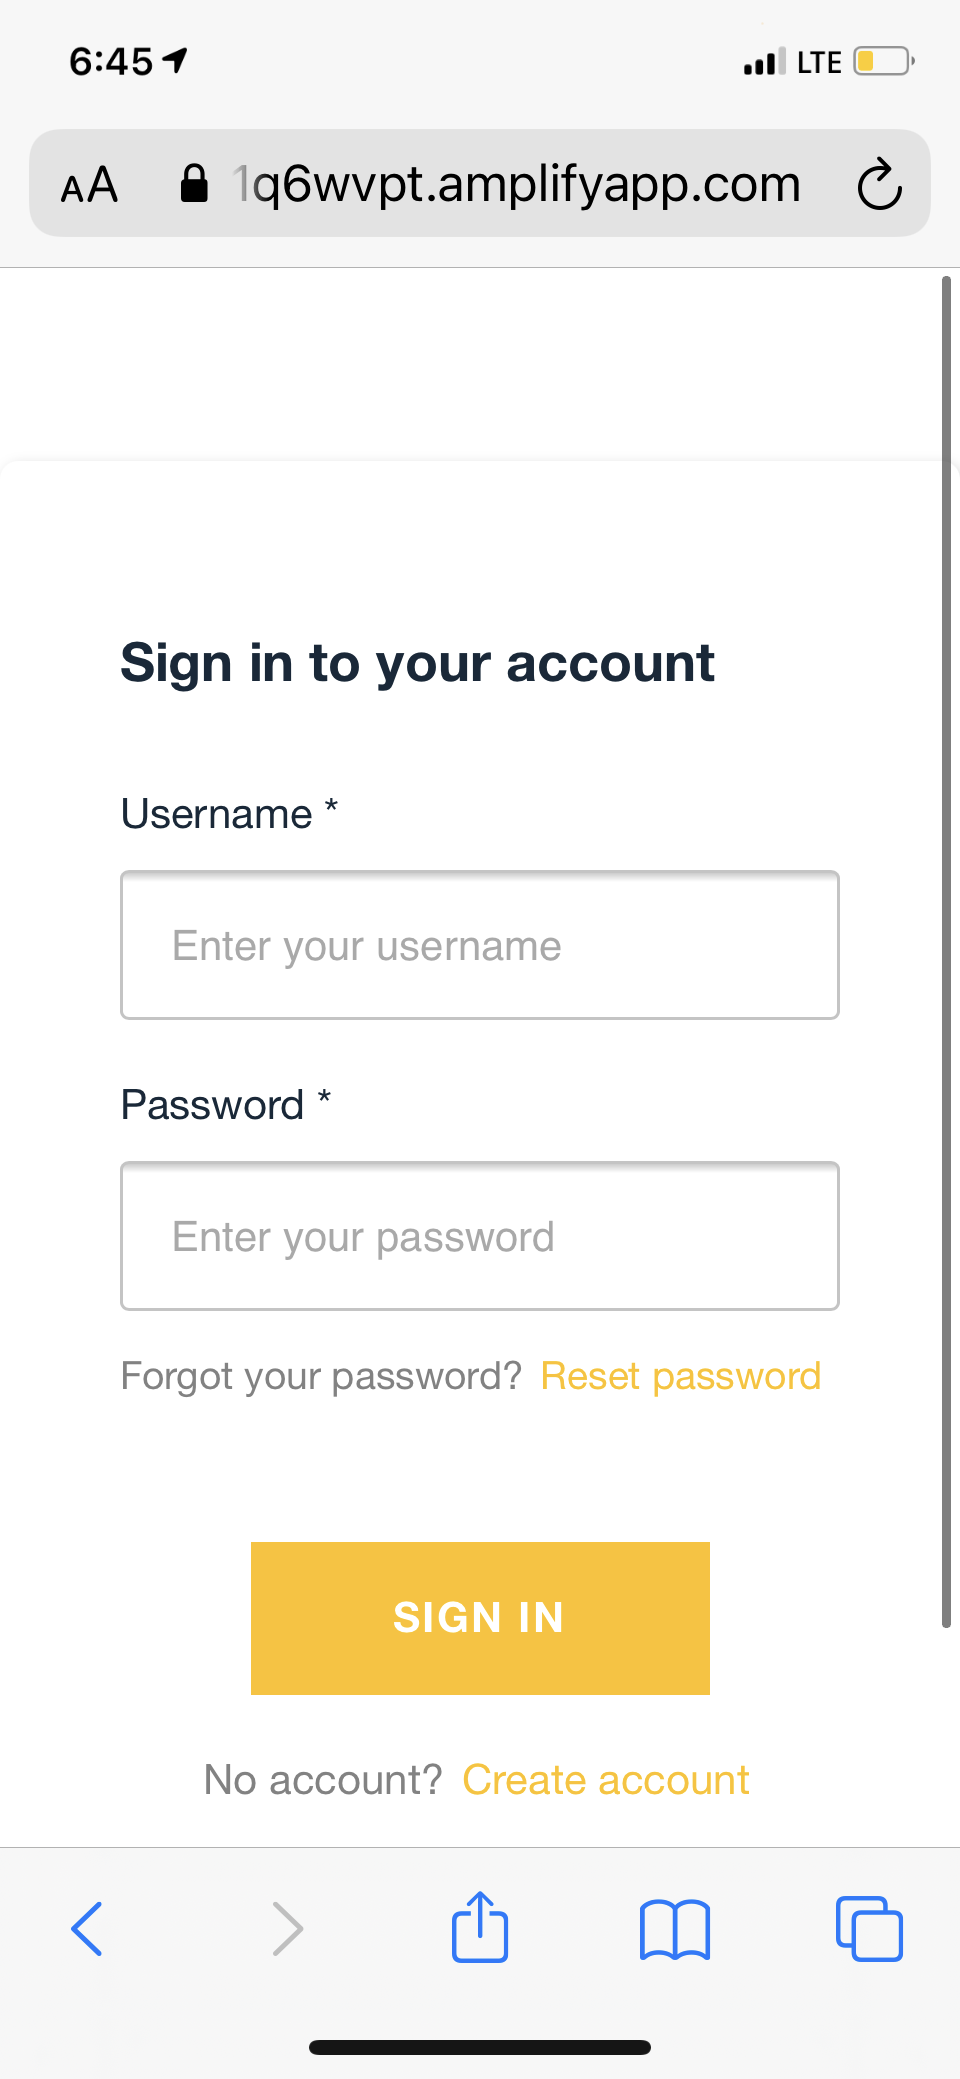 6:45
LTE
AA
1q6wvpt.amplifyapp.com
Sign in to your account
Username *
Enter your username
Password *
Enter your password
Forgot your password? Reset password
SIGN IN
No account? Create account